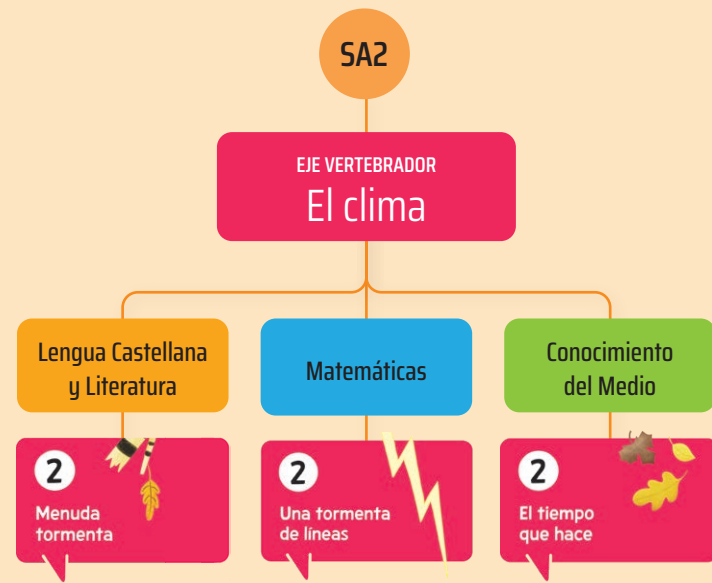 SA2
EJE VERTEBRADOR
El clima
Lengua Castellana
y Literatura
Matemáticas
Conocimiento
del Medio
2
Menuda
tormenta
2
Una tormenta
de líneas
2
El tiempo
que hace